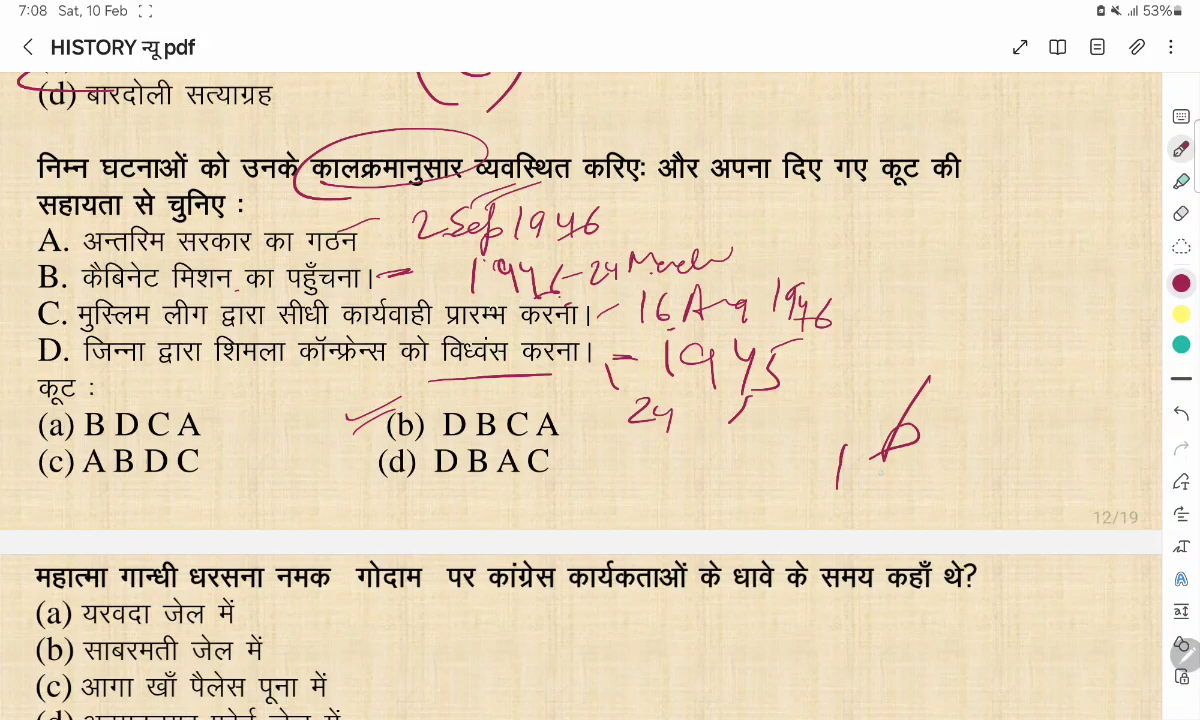 7:08 Sat, 10 Feb 53%
HISTORY न्यू pdf
(d) बारदोली सत्याग्रह
निम्न घटनाओं को उनके कालक्रमानुसार व्यवस्थित करिए: और अपना दिए गए कूट की
सहायता से चुनिए :
A. अन्तरिम सरकार का गठन 2 Sep 1946
B. कैबिनेट मिशन का पहुँचना। 1946 - 24 March
C. मुस्लिम लीग द्वारा सीधी कार्यवाही प्रारम्भ करना। 16 Aug 1946
D. जिन्ना द्वारा शिमला कॉन्फ्रेन्स को विध्वंस करना। - 1945
कूट :
24
(a) B D C A (b) D B C A
(c) A B D C (d) D B A C
12/19
महात्मा गान्धी धरसना नमक गोदाम पर कांग्रेस कार्यकताओं के धावे के समय कहाँ थे?
(a) यरवदा जेल में
(b) साबरमती जेल में
(c) आगा खाँ पैलेस पूना में